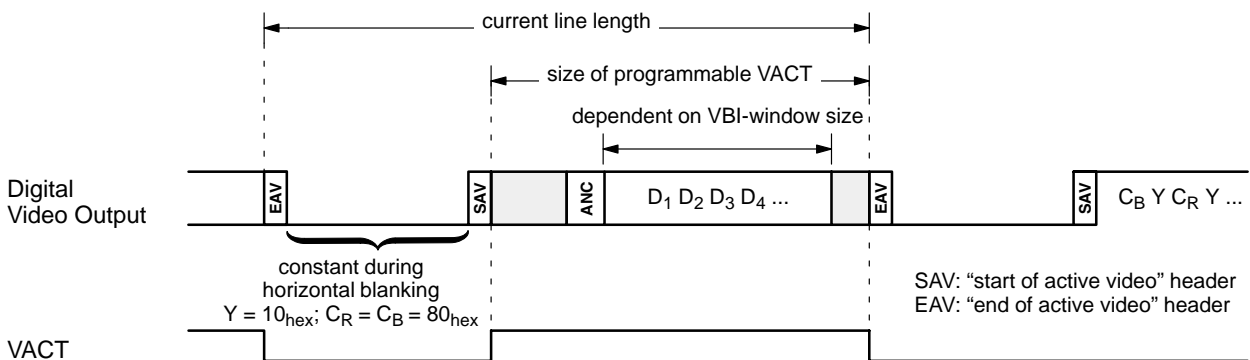 current line length
size of programmable VACT
dependent on VBI-window size
Digital
Video Output
EAV
SAV
ANC
D1 D2 D3 D4 ...
EAV
SAV
CB Y CR Y ...
constant during
horizontal blanking
Y = 10hex; CR = CB = 80hex
SAV: “start of active video” header
EAV: “end of active video” header
VACT